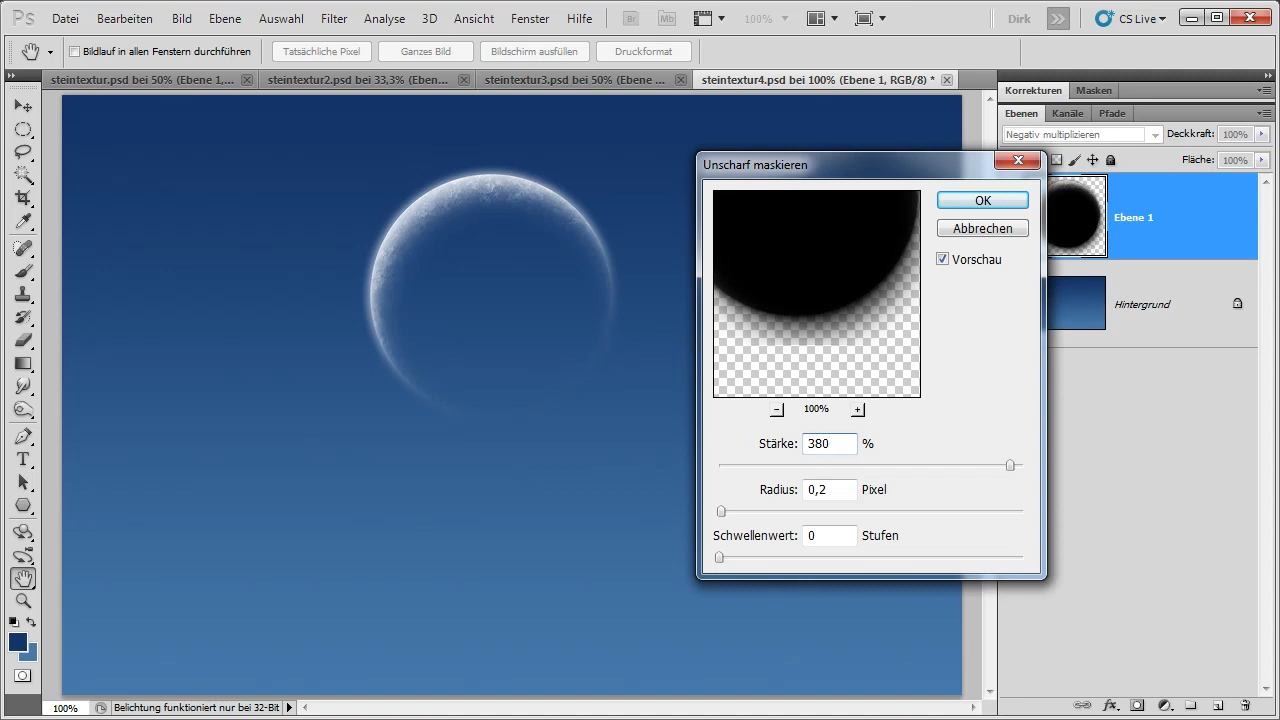 Ps Datei Bearbeiten Bild Ebene Auswahl Filter Analyse 3D Ansicht Fenster Hilfe Br Mb 100% Dirk CS Live
Bildlauf in allen Fenstern durchführen Tatsächliche Pixel Ganzes Bild Bildschirm ausfüllen Druckformat
steintextur.psd bei 50% (Ebene 1,... steintextur2.psd bei 33,3% (Eben... steintextur3.psd bei 50% (Ebene ... steintextur4.psd bei 100% (Ebene 1, RGB/8) *
Korrekturen Masken
Ebenen Kanäle Pfade
Negativ multiplizieren Deckkraft: 100%
Fläche: 100%
Ebene 1
Hintergrund
Unscharf maskieren
OK
Abbrechen
Vorschau
100%
Stärke: 380 %
Radius: 0,2 Pixel
Schwellenwert: 0 Stufen
100% Belichtung funktioniert nur bei 32-Bit